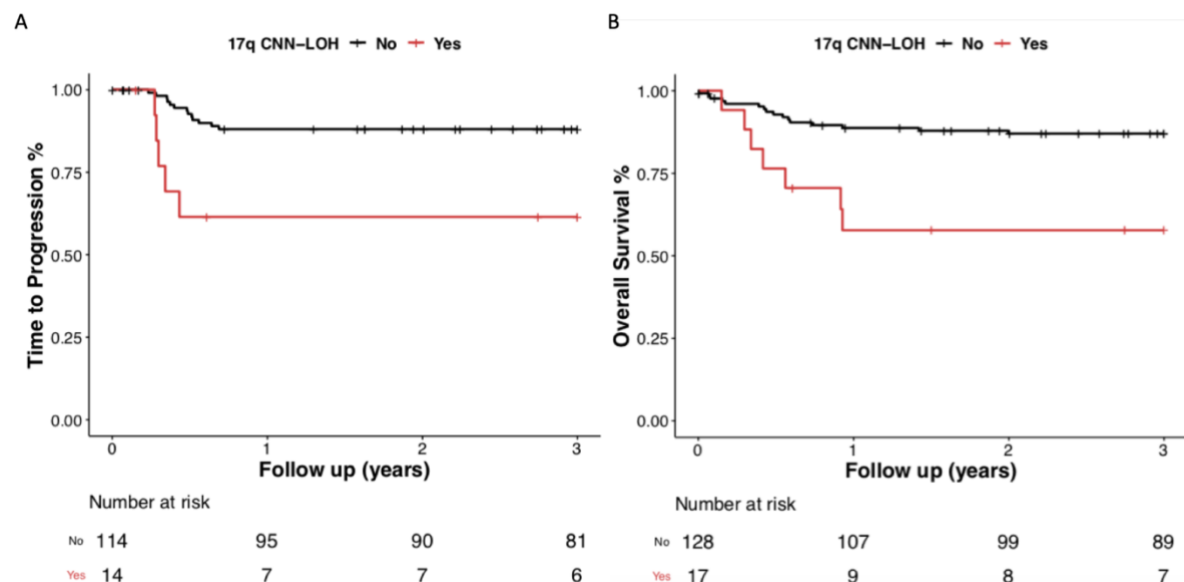 A
17q CNN–LOH No Yes
Time to Progression %
1.00
0.75
0.50
0.25
0.00
0 1 2 3
Follow up (years)
Number at risk
No 114 95 90 81
Yes 14 7 7 6
B
17q CNN–LOH No Yes
Overall Survival %
1.00
0.75
0.50
0.25
0.00
0 1 2 3
Follow up (years)
Number at risk
No 128 107 99 89
Yes 17 9 8 7